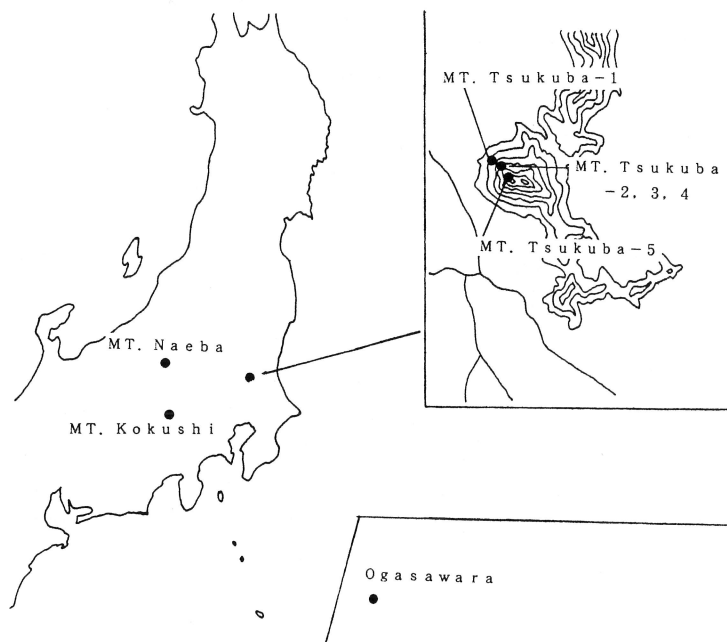 MT. Tsukuba-1
MT. Tsukuba
-2, 3, 4
MT. Tsukuba-5
MT. Naeba
MT. Kokushi
Ogasawara